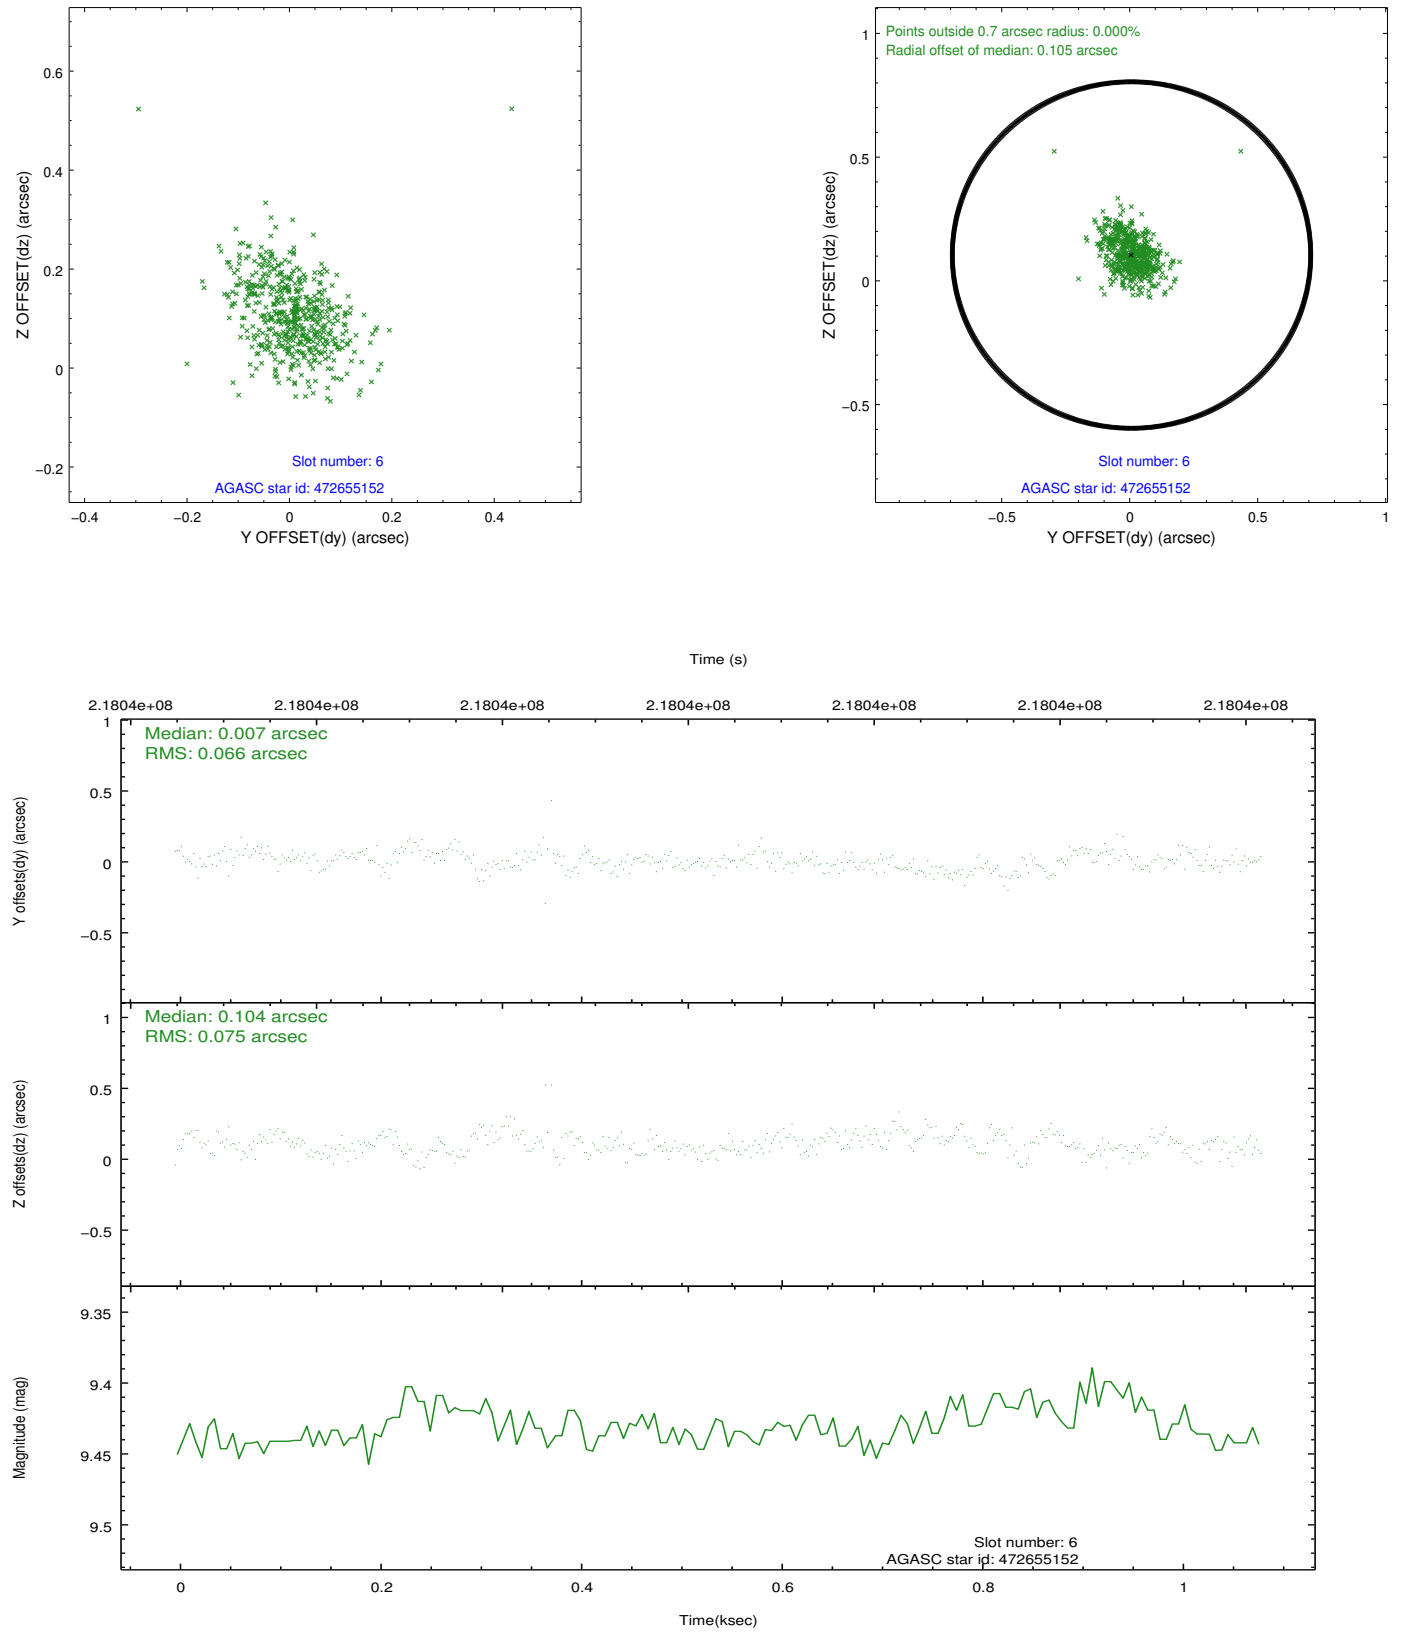 0.6
0.4
0.2
0
−0.2
Z OFFSET(dz) (arcsec)
−0.4
−0.2
0
0.2
0.4
Y OFFSET(dy) (arcsec)
Slot number: 6
AGASC star id: 472655152
Points outside 0.7 arcsec radius: 0.000%
Radial offset of median: 0.105 arcsec
1
0.5
0
−0.5
Z OFFSET(dz) (arcsec)
−0.5
0
0.5
1
Y OFFSET(dy) (arcsec)
Slot number: 6
AGASC star id: 472655152
Time (s)
2.1804e+08 2.1804e+08 2.1804e+08 2.1804e+08 2.1804e+08 2.1804e+08 2.1804e+08
Median: 0.007 arcsec
RMS: 0.066 arcsec
1
0.5
0
−0.5
Y offsets(dy) (arcsec)
Median: 0.104 arcsec
RMS: 0.075 arcsec
1
0.5
0
−0.5
Z offsets(dz) (arcsec)
9.35
9.4
9.45
9.5
Magnitude (mag)
Slot number: 6
AGASC star id: 472655152
0 0.2 0.4 0.6 0.8 1
Time(ksec)